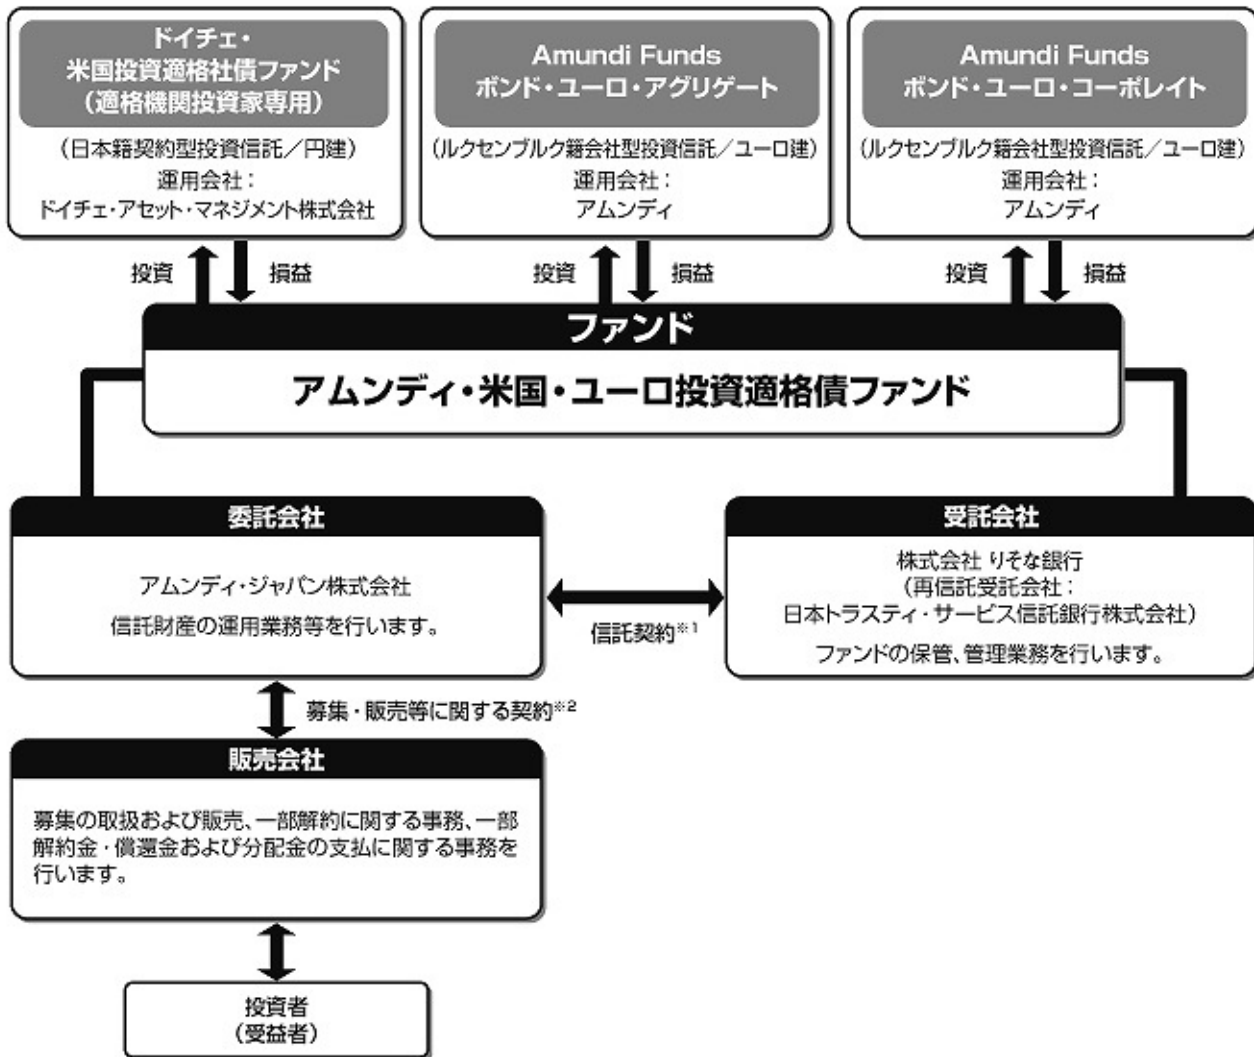 ドイチェ・
米国投資適格社債ファンド
(適格機関投資家専用)
(日本籍契約型投資信託/円建)
運用会社:
ドイチェ・アセット・マネジメント株式会社
Amundi Funds
ボンド・ユーロ・アグリゲート
(ルクセンブルク籍会社型投資信託/ユーロ建)
運用会社:
アムンディ
Amundi Funds
ボンド・ユーロ・コーポレイト
(ルクセンブルク籍会社型投資信託/ユーロ建)
運用会社:
アムンディ
投資 損益 投資 損益 投資 損益
ファンド
アムンディ・米国・ユーロ投資適格債ファンド
委託会社
アムンディ・ジャパン株式会社
信託財産の運用業務等を行います。
信託契約※1
受託会社
株式会社 りそな銀行
(再信託受託会社:
日本トラスティ・サービス信託銀行株式会社)
ファンドの保管、管理業務を行います。
募集・販売等に関する契約※2
販売会社
募集の取扱および販売、一部解約に関する事務、一部
解約金・償還金および分配金の支払に関する事務を
行います。
投資者
(受益者)